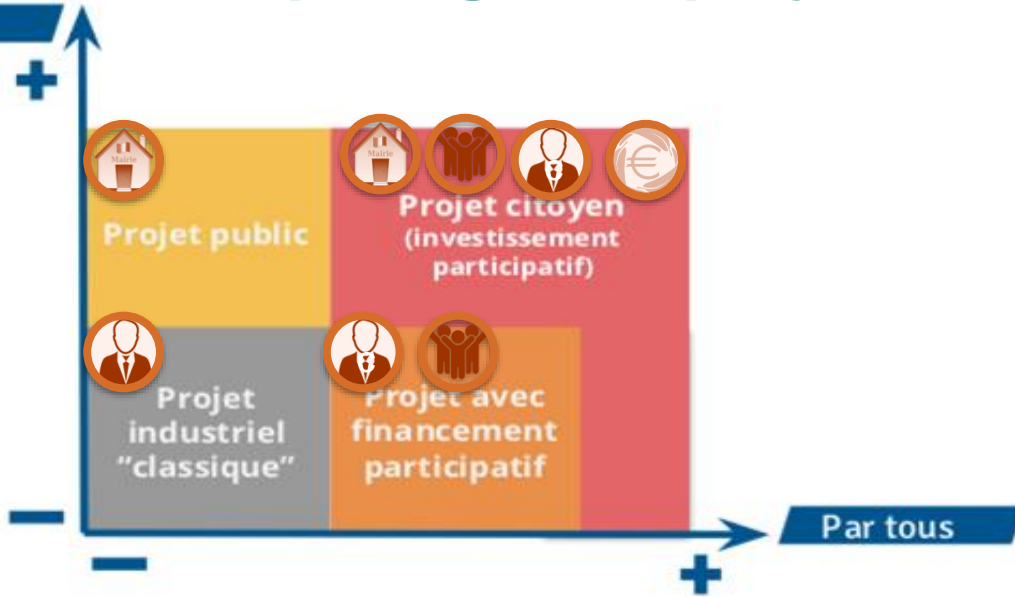 Mairie
Mairie
€
Projet public
Projet citoyen
(investissement
participatif)
Projet
industriel
“classique”
Projet avec
financement
participatif
Par tous